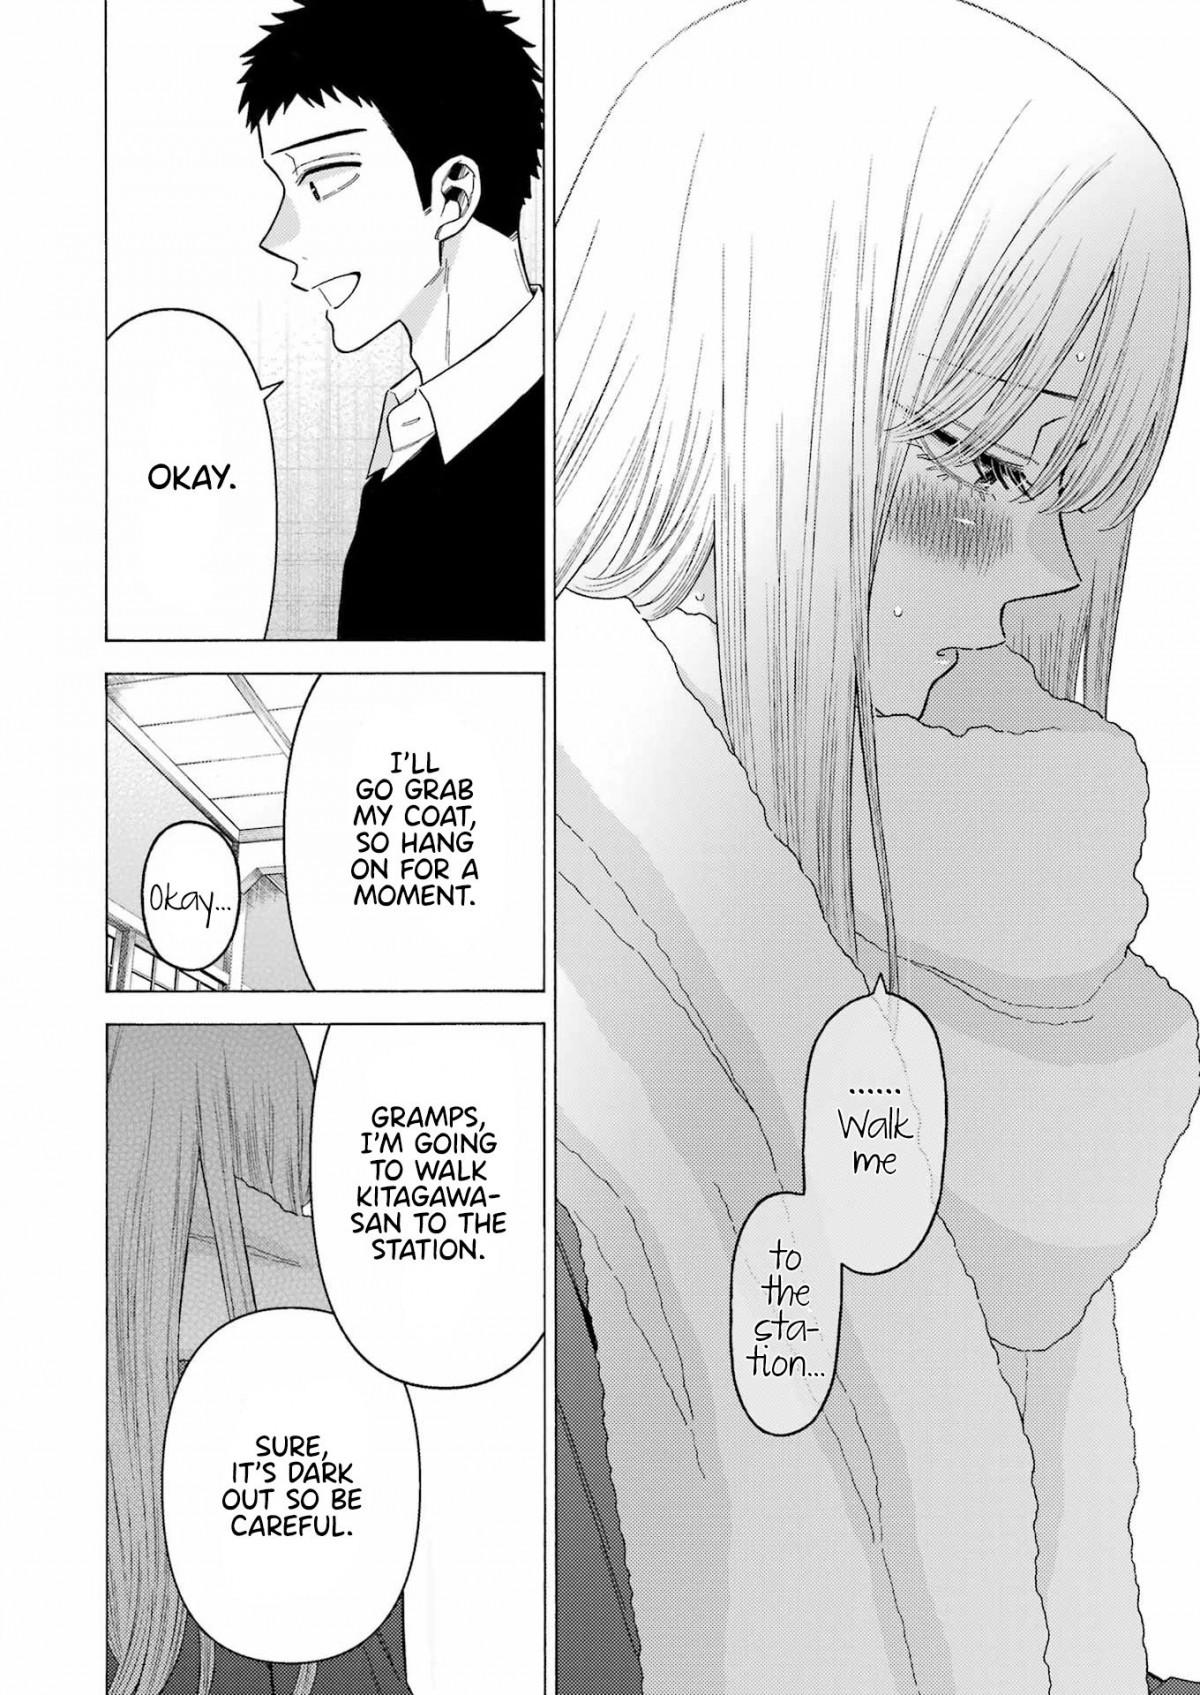 ......
Walk
me
to
the
sta-
tion...
OKAY.
I'LL
GO GRAB
MY COAT,
SO HANG
ON FOR A
MOMENT.
Okay...
GRAMPS,
I'M GOING
TO WALK
KITAGAWA-
SAN TO THE
STATION.
SURE,
IT'S DARK
OUT SO BE
CAREFUL.